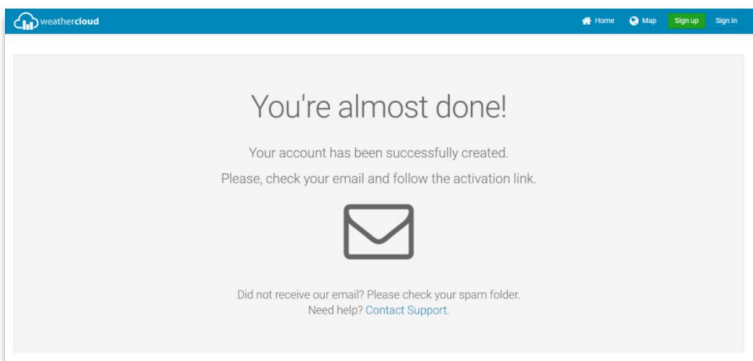 weathercloud
Home Map Sign up Sign in
You're almost done!
Your account has been successfully created.
Please, check your email and follow the activation link.
Did not receive our email? Please check your spam folder.
Need help? Contact Support.